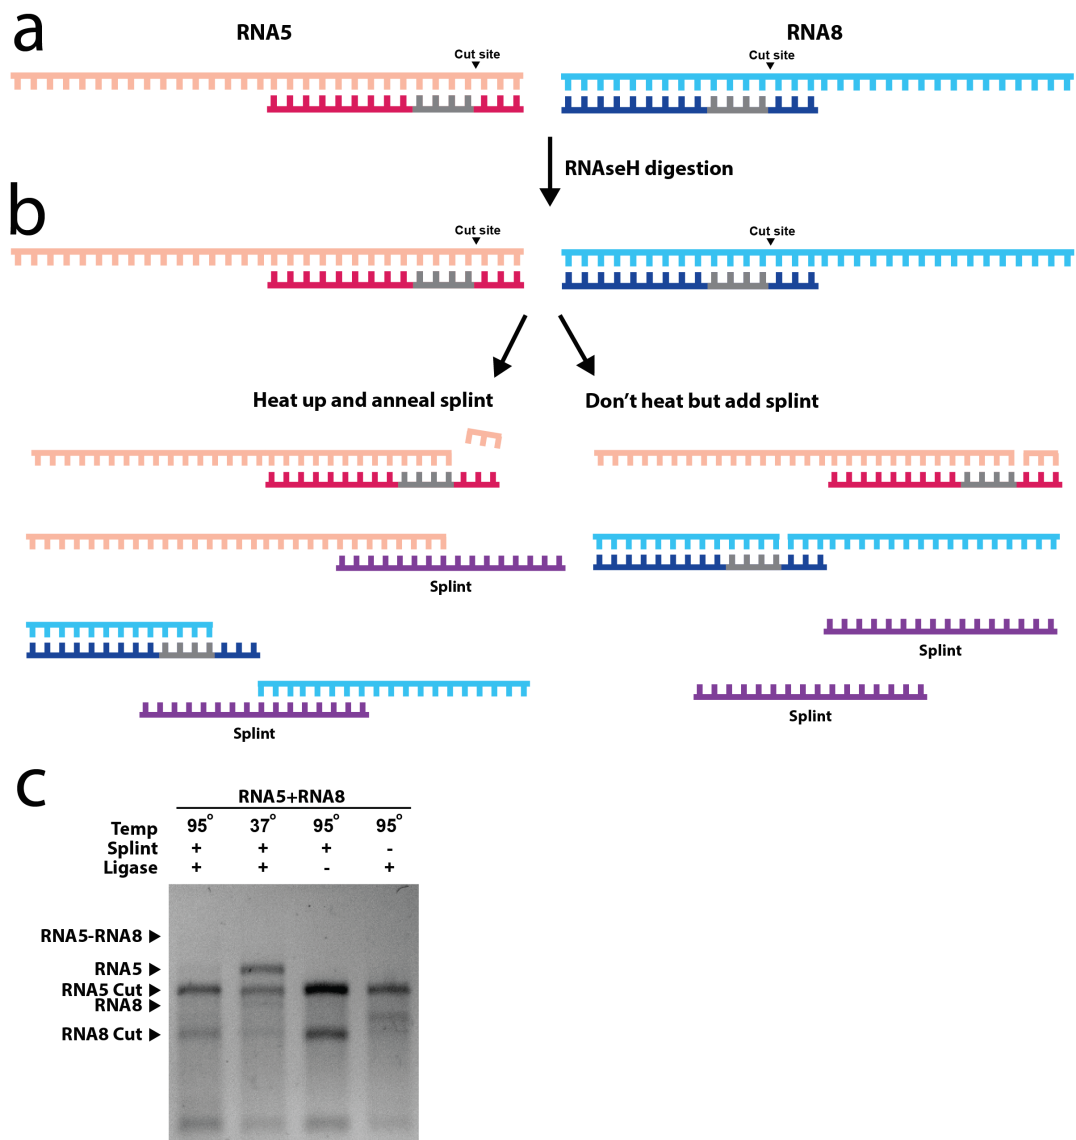 a
RNA5 RNA8
Cut site Cut site
RNAseH digestion
b
Cut site Cut site
Heat up and anneal splint Don't heat but add splint
Splint
Splint
Splint
Splint
c
RNA5+RNA8
Temp 95° 37° 95° 95°
Splint + + + -
Ligase + + - +
RNA5-RNA8
RNA5
RNA5 Cut
RNA8
RNA8 Cut